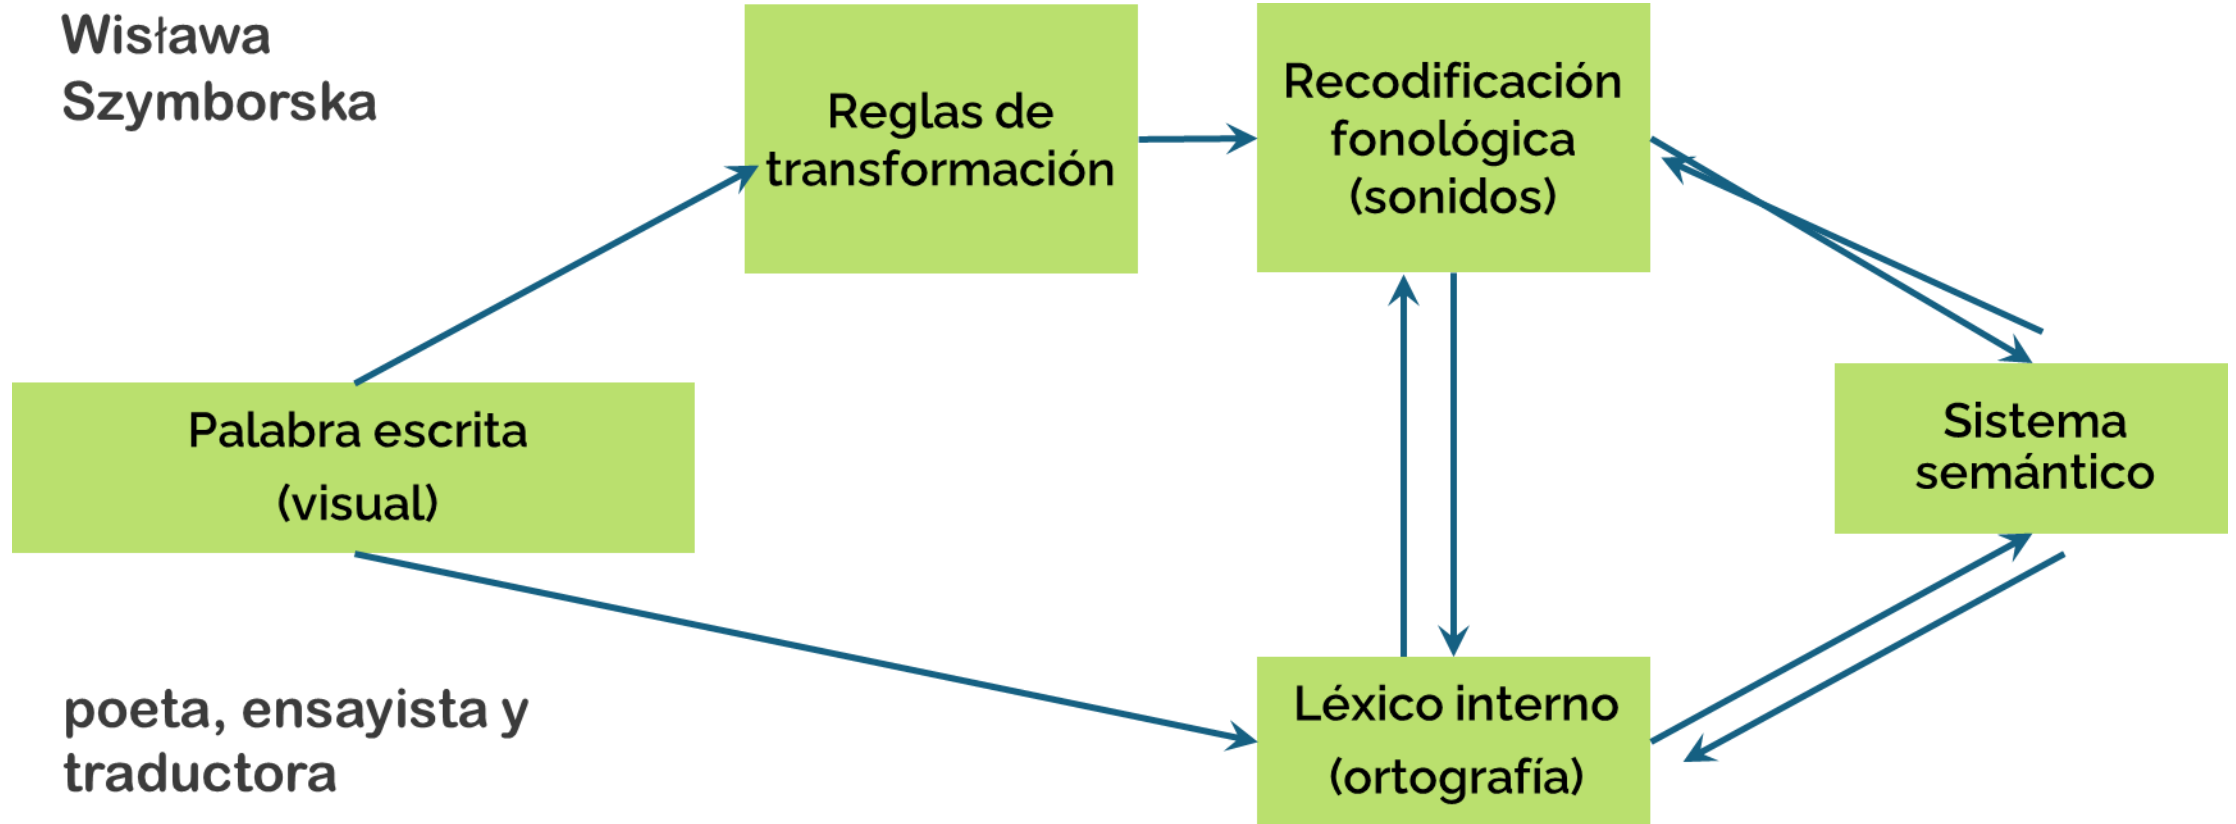 Wisława
Szymborska
Reglas de
transformación
Recodificación
fonológica
(sonidos)
Palabra escrita
(visual)
Sistema
semántico
poeta, ensayista y
traductora
Léxico interno
(ortografía)